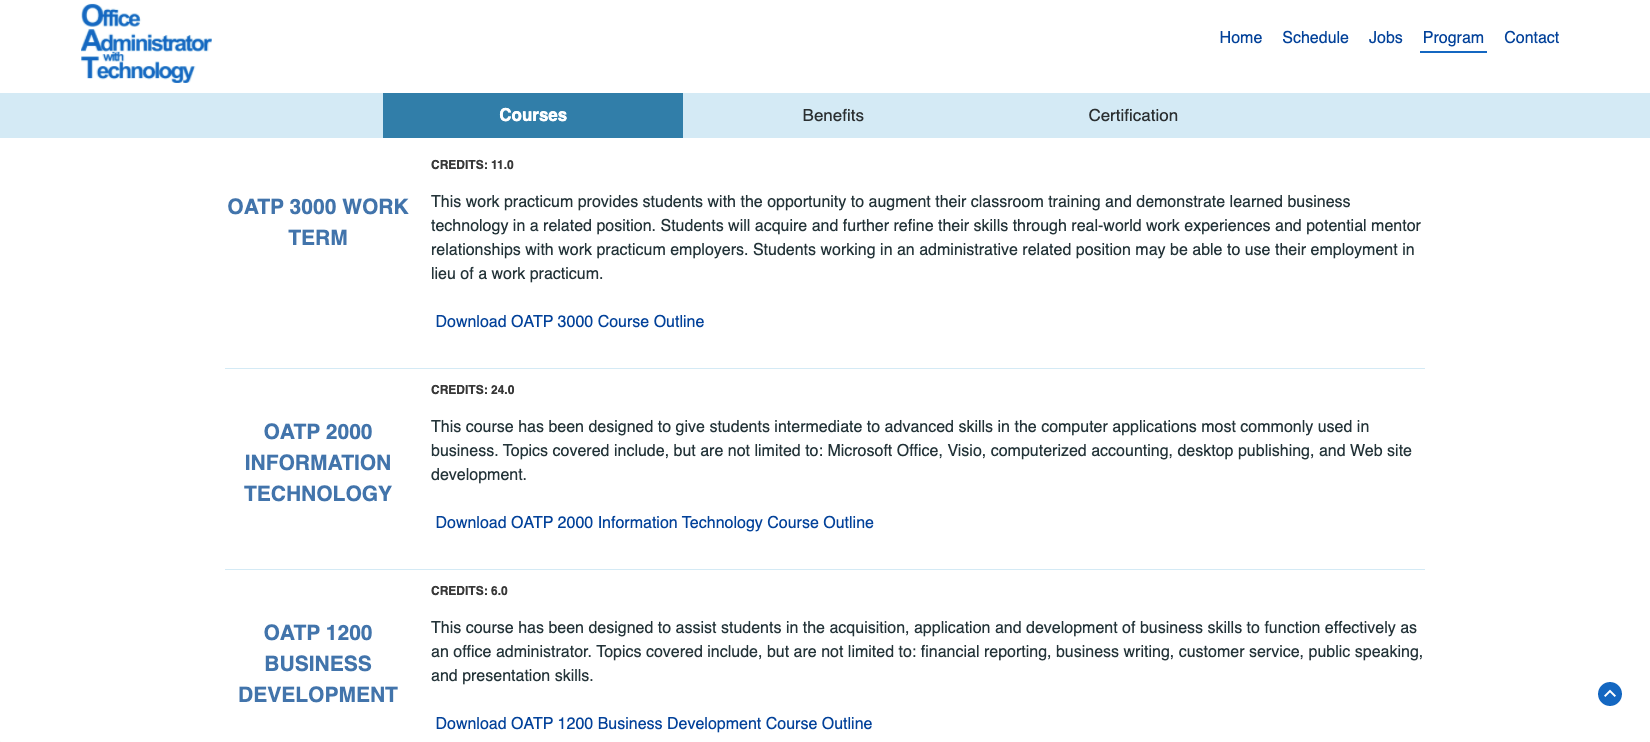 Office
Administrator
with
Technology
Home Schedule Jobs Program Contact
Courses Benefits Certification
CREDITS: 11.0
OATP 3000 WORK
TERM
This work practicum provides students with the opportunity to augment their classroom training and demonstrate learned business
technology in a related position. Students will acquire and further refine their skills through real-world work experiences and potential mentor
relationships with work practicum employers. Students working in an administrative related position may be able to use their employment in
lieu of a work practicum.
Download OATP 3000 Course Outline
CREDITS: 24.0
OATP 2000
INFORMATION
TECHNOLOGY
This course has been designed to give students intermediate to advanced skills in the computer applications most commonly used in
business. Topics covered include, but are not limited to: Microsoft Office, Visio, computerized accounting, desktop publishing, and Web site
development.
Download OATP 2000 Information Technology Course Outline
CREDITS: 6.0
OATP 1200
BUSINESS
DEVELOPMENT
This course has been designed to assist students in the acquisition, application and development of business skills to function effectively as
an office administrator. Topics covered include, but are not limited to: financial reporting, business writing, customer service, public speaking,
and presentation skills.
Download OATP 1200 Business Development Course Outline